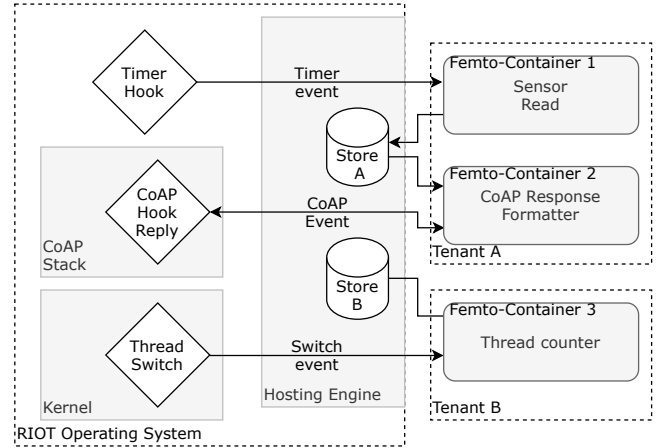 Timer
Hook
Timer
event
Femto-Container 1
Sensor
Read
Store
A
Femto-Container 2
CoAP Response
Formatter
CoAP
Hook
Reply
CoAP
Event
CoAP
Stack
Tenant A
Store
B
Femto-Container 3
Thread counter
Thread
Switch
Switch
event
Kernel
Hosting Engine
Tenant B
RIOT Operating System